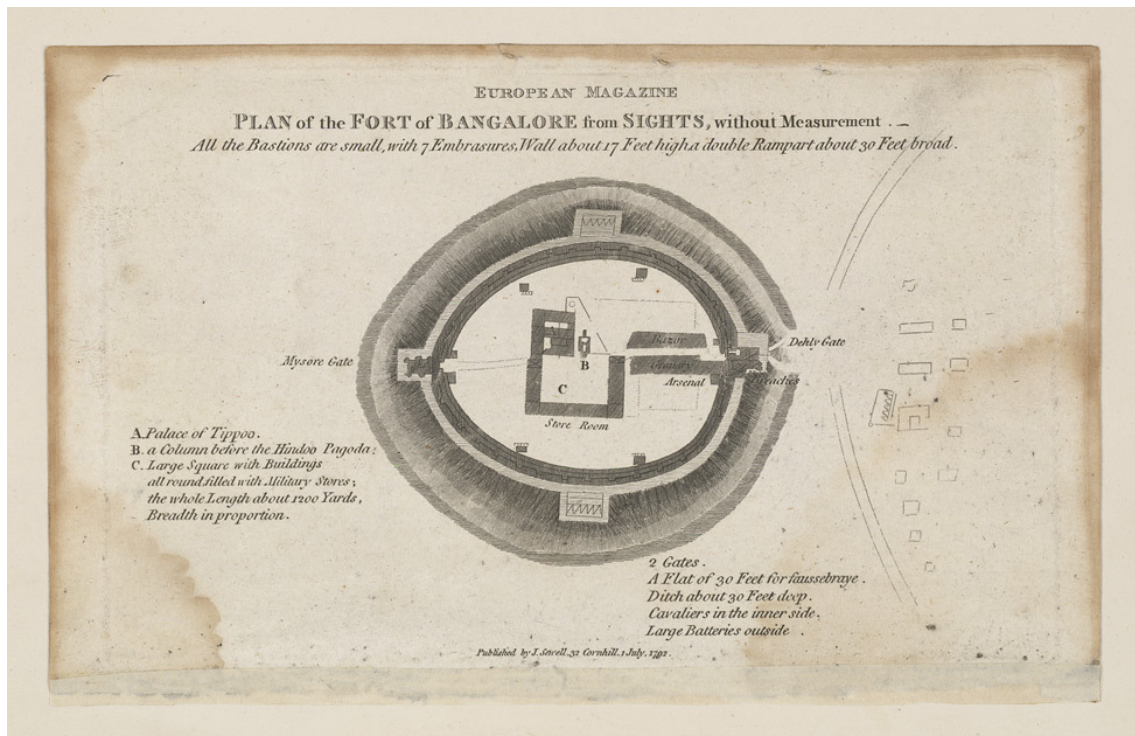 EUROPEAN MAGAZINE
PLAN of the FORT of BANGALORE from SIGHTS, without Measurement.
All the Bastions are small, with 7 Embrasures, Wall about 17 Feet high, a double Rampart about 30 Feet broad.
Bazar
Dehly Gate
Mysore Gate
B
Granary
Breaches
Arsenal
C
Store Room
A Palace of Tippoo.
B. a Column before the Hindoo Pagoda;
C. Large Square with Buildings
all round filled with Military Stores;
the whole Length about 1200 Yards,
Breadth in proportion.
2 Gates.
A Flat of 30 Feet for faussebraye.
Ditch about 30 Feet deep.
Cavaliers in the inner side.
Large Batteries outside.
Published by J. Sewell, 32 Cornhill, 1 July, 1791.